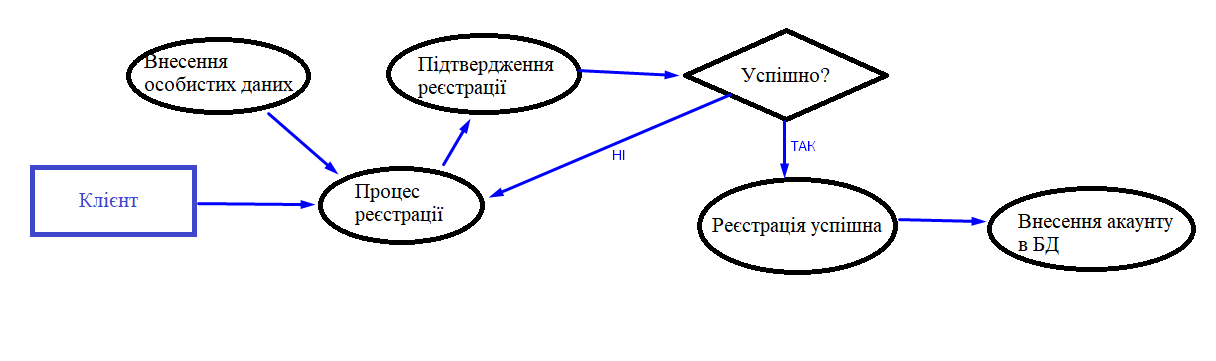 Внесення
особистих даних
Підтвердження
реєстрації
Успішно?
НІ
ТАК
Клієнт
Процес
реєстрації
Реєстрація успішна
Внесення акаунту
в БД